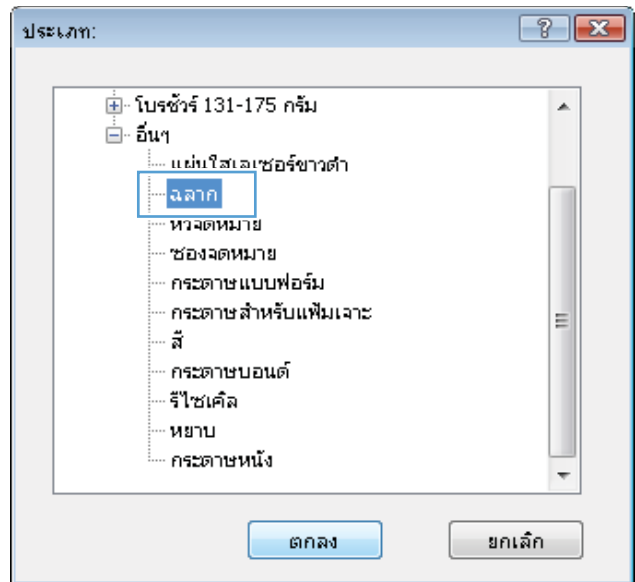 ประเภท:
โบรชัวร์ 131-175 กรัม
อื่นๆ
แผ่นใสเลเซอร์ขาวดำ
ฉลาก
หัวจดหมาย
ซองจดหมาย
กระดาษแบบฟอร์ม
กระดาษสำหรับแฟ้มเจาะ
สี
กระดาษบอนด์
รีไซเคิล
หยาบ
กระดาษหนัง
ตกลง ยกเลิก